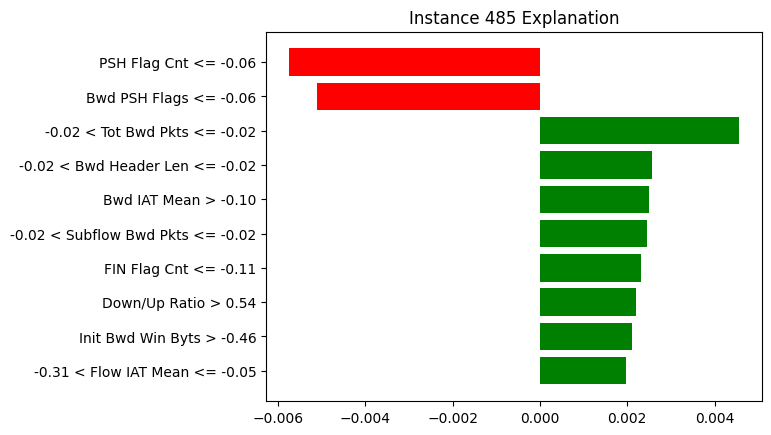 Instance 485 Explanation
PSH Flag Cnt <= -0.06
Bwd PSH Flags <= -0.06
-0.02 < Tot Bwd Pkts <= -0.02
-0.02 < Bwd Header Len <= -0.02
Bwd IAT Mean > -0.10
-0.02 < Subflow Bwd Pkts <= -0.02
FIN Flag Cnt <= -0.11
Down/Up Ratio > 0.54
Init Bwd Win Byts > -0.46
-0.31 < Flow IAT Mean <= -0.05
−0.006 −0.004 −0.002 0.000 0.002 0.004